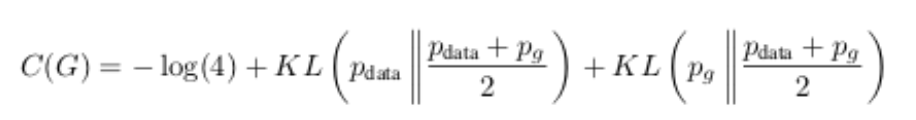 C(G) = − log(4) + KL ( p_data ‖ (p_data + p_g) / 2 ) + KL ( p_g ‖ (p_data + p_g) / 2 )